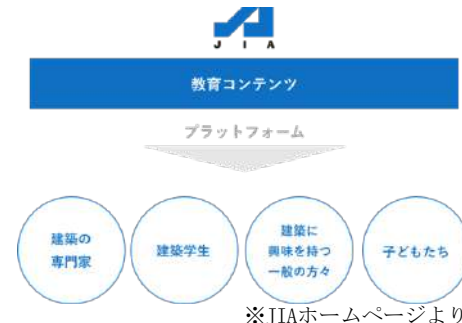 JIA
教育コンテンツ
プラットフォーム
建築の
専門家
建築学生
建築に
興味を持つ
一般の方々
子どもたち
※JIAホームページより